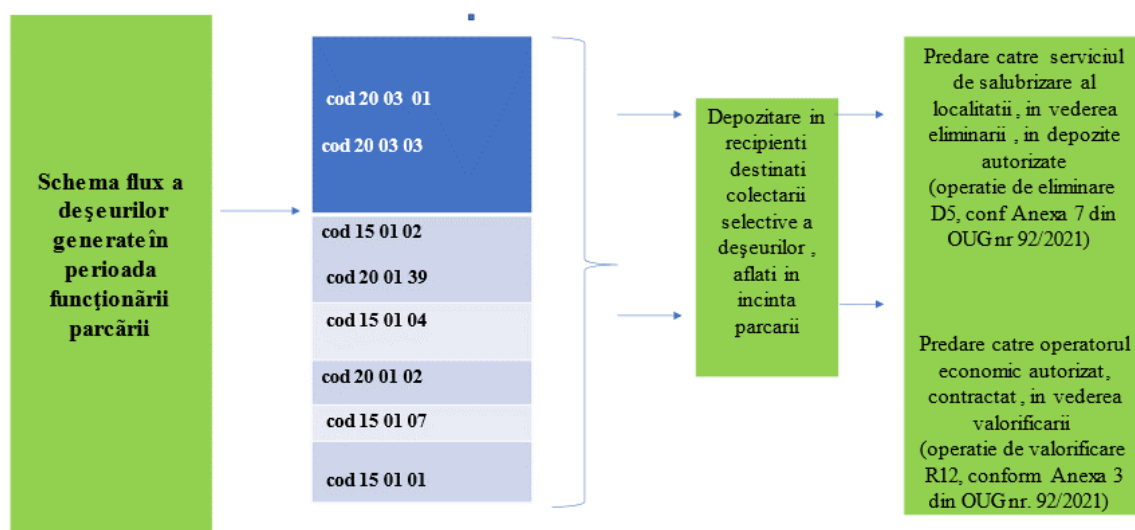 Schema flux a
deşeurilor
generate în
perioada
funcţionării
parcãrii
cod 20 03 01
cod 20 03 03
cod 15 01 02
cod 20 01 39
cod 15 01 04
cod 20 01 02
cod 15 01 07
cod 15 01 01
Depozitare in
recipienti
destinati
colectarii
selective a
deşeurilor ,
aflati in
incinta
parcarii
Predare catre serviciul
de salubrizare al
localitatii , in vederea
eliminarii , in depozite
autorizate
(operatie de eliminare
D5, conf Anexa 7 din
OUG nr 92/2021)
Predare catre operatorul
economic autorizat,
contractat , in vederea
valorificarii
(operatie de valorificare
R12, conform Anexa 3
din OUG nr. 92/2021)